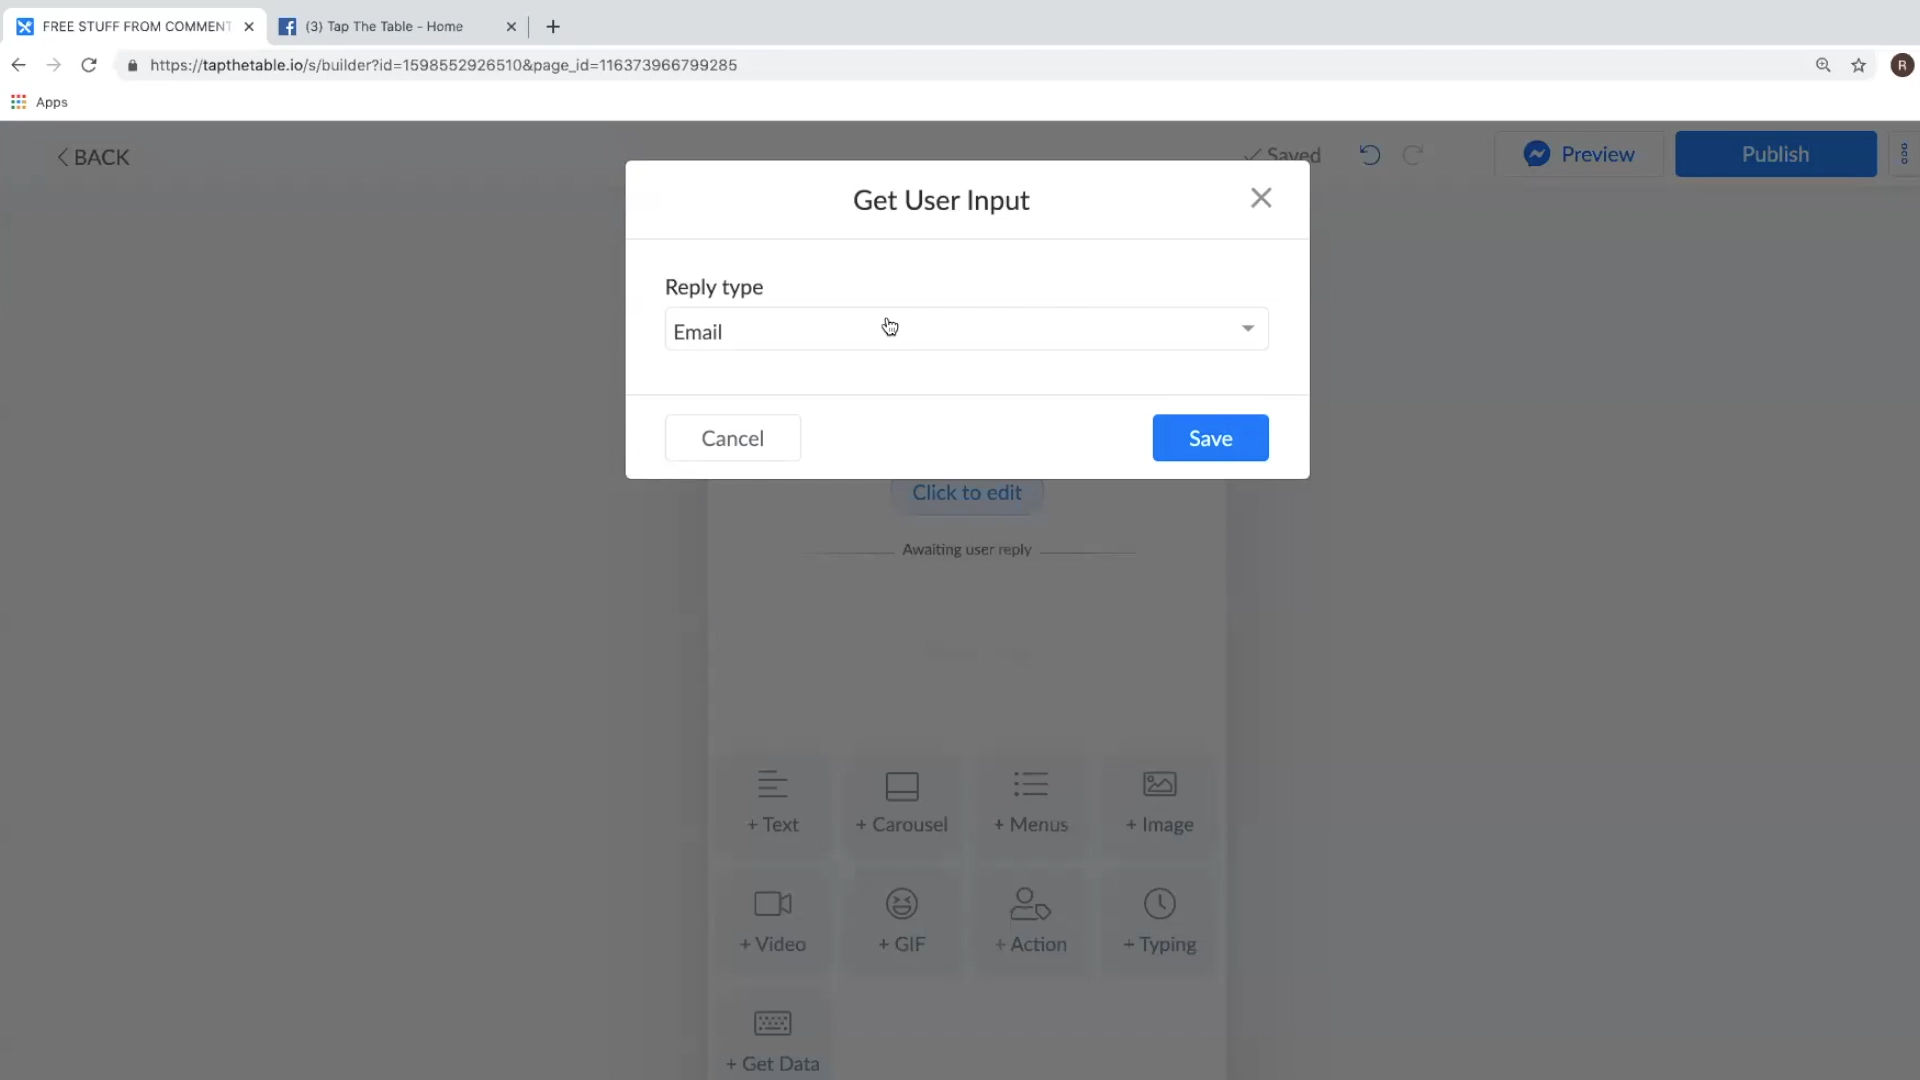 FREE STUFF FROM COMMENT
(3) Tap The Table - Home
https://tapthetable.io/s/builder?id=1598552926510&page_id=116373966799285
R
Apps
BACK
Saved
Preview
Publish
Get User Input
Reply type
Email
Cancel
Save
Click to edit
Awaiting user reply
+ Text
+ Carousel
+ Menus
+ Image
+ Video
+ GIF
+ Action
+ Typing
+ Get Data